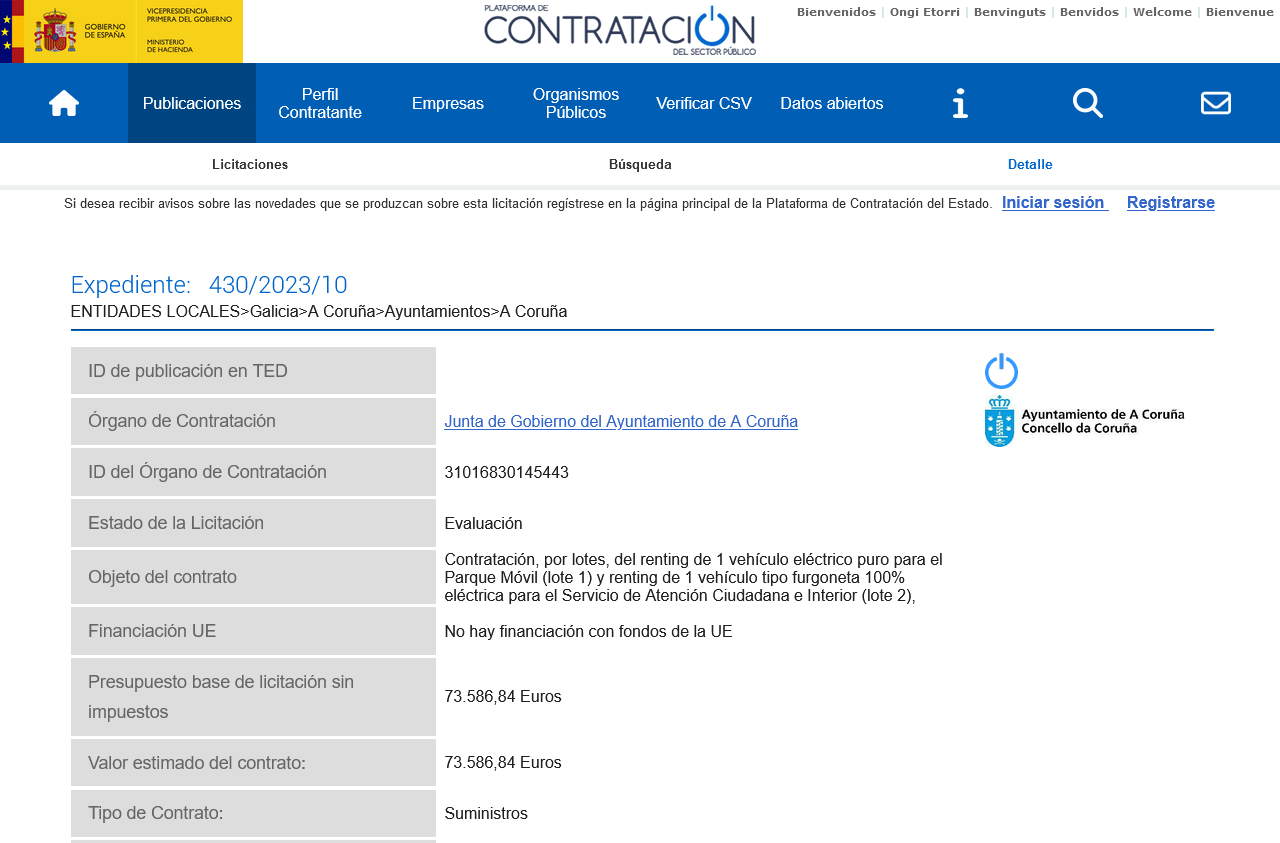 GOBIERNO
DE ESPAÑA
VICEPRESIDENCIA
PRIMERA DEL GOBIERNO
MINISTERIO
DE HACIENDA
PLATAFORMA DE
CONTRATACIÓN
DEL SECTOR PÚBLICO
Bienvenidos | Ongi Etorri | Benvinguts | Benvidos | Welcome | Bienvenue
Publicaciones
Perfil
Contratante
Empresas
Organismos
Públicos
Verificar CSV
Datos abiertos
Licitaciones
Búsqueda
Detalle
Si desea recibir avisos sobre las novedades que se produzcan sobre esta licitación regístrese en la página principal de la Plataforma de Contratación del Estado. Iniciar sesión Registrarse
Expediente: 430/2023/10
ENTIDADES LOCALES>Galicia>A Coruña>Ayuntamientos>A Coruña
ID de publicación en TED
Órgano de Contratación
Junta de Gobierno del Ayuntamiento de A Coruña
Ayuntamiento de A Coruña
Concello da Coruña
ID del Órgano de Contratación
31016830145443
Estado de la Licitación
Evaluación
Objeto del contrato
Contratación, por lotes, del renting de 1 vehículo eléctrico puro para el
Parque Móvil (lote 1) y renting de 1 vehículo tipo furgoneta 100%
eléctrica para el Servicio de Atención Ciudadana e Interior (lote 2),
Financiación UE
No hay financiación con fondos de la UE
Presupuesto base de licitación sin
impuestos
73.586,84 Euros
Valor estimado del contrato:
73.586,84 Euros
Tipo de Contrato:
Suministros